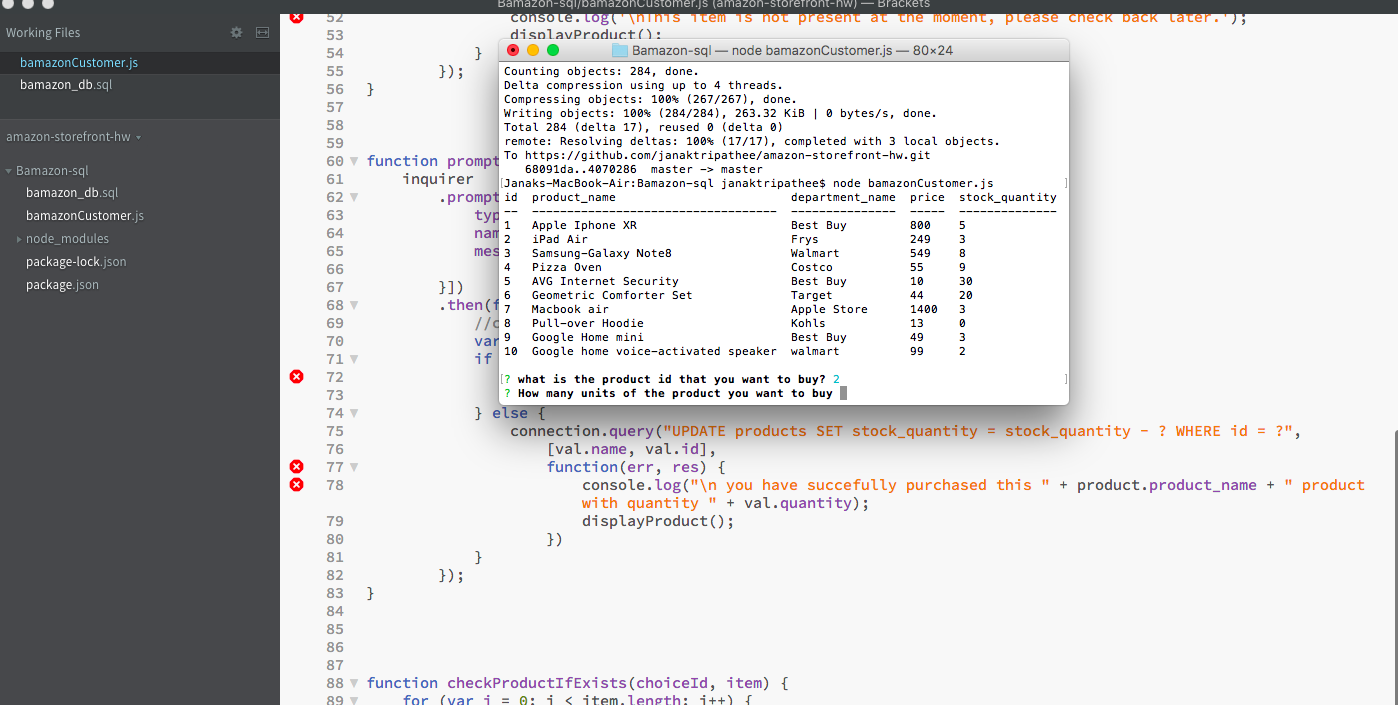 Bamazon-sql/bamazonCustomer.js (amazon-storefront-hw) — Brackets
Working Files
bamazonCustomer.js
bamazon_db.sql
amazon-storefront-hw
Bamazon-sql
bamazon_db.sql
bamazonCustomer.js
node_modules
package-lock.json
package.json
52 console.log('\nThis item is not present at the moment, please check back later.');
53 displayProduct();
54 }
55 });
56 }
57
58
59
60 function prompt
61 inquirer
62 .prompt
63 typ
64 nam
65 mes
66
67 }])
68 .then(f
69 //c
70 var
71 if
72
73
74 } else {
75 connection.query("UPDATE products SET stock_quantity = stock_quantity - ? WHERE id = ?",
76 [val.name, val.id],
77 function(err, res) {
78 console.log("\n you have succefully purchased this " + product.product_name + " product
with quantity " + val.quantity);
79 displayProduct();
80 })
81 }
82 });
83 }
84
85
86
87
88 function checkProductIfExists(choiceId, item) {
89 for (var i = 0; i < item.length; i++) {
Bamazon-sql — node bamazonCustomer.js — 80×24
Counting objects: 284, done.
Delta compression using up to 4 threads.
Compressing objects: 100% (267/267), done.
Writing objects: 100% (284/284), 263.32 KiB | 0 bytes/s, done.
Total 284 (delta 17), reused 0 (delta 0)
remote: Resolving deltas: 100% (17/17), completed with 3 local objects.
To https://github.com/janaktripathee/amazon-storefront-hw.git
68091da..4070286 master -> master
[Janaks-MacBook-Air:Bamazon-sql janaktripathee$ node bamazonCustomer.js ]
id product_name department_name price stock_quantity
-- ----------------------------------- --------------- ----- --------------
1 Apple Iphone XR Best Buy 800 5
2 iPad Air Frys 249 3
3 Samsung-Galaxy Note8 Walmart 549 8
4 Pizza Oven Costco 55 9
5 AVG Internet Security Best Buy 10 30
6 Geometric Comforter Set Target 44 20
7 Macbook air Apple Store 1400 3
8 Pull-over Hoodie Kohls 13 0
9 Google Home mini Best Buy 49 3
10 Google home voice-activated speaker walmart 99 2
[? what is the product id that you want to buy? 2 ]
? How many units of the product you want to buy